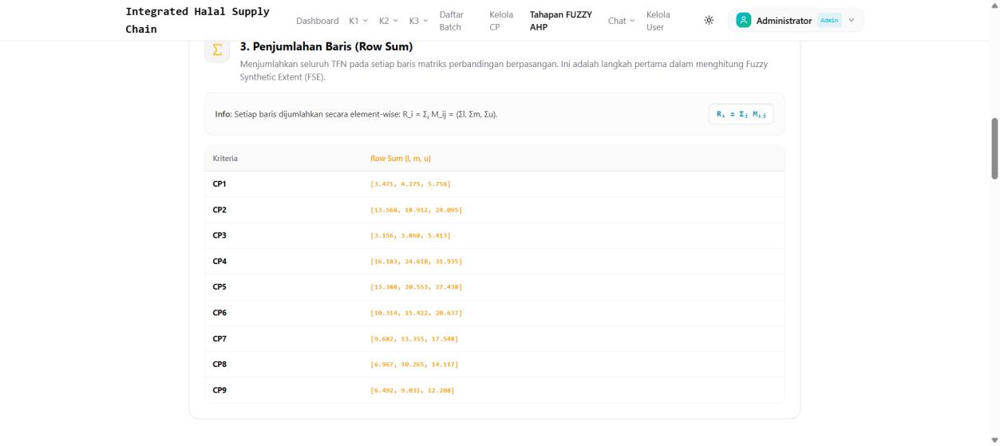 Integrated Halal Supply Chain
Dashboard
K1
K2
K3
Daftar Batch
Kelola CP
Tahapan FUZZY AHP
Chat
Kelola User
Administrator
Admin
Σ
3. Penjumlahan Baris (Row Sum)
Menjumlahkan seluruh TFN pada setiap baris matriks perbandingan berpasangan. Ini adalah langkah pertama dalam menghitung Fuzzy
Synthetic Extent (FSE).
Info: Setiap baris dijumlahkan secara element-wise: R_i = Σⱼ M_ij = (Σl, Σm, Σu).
Rᵢ = Σⱼ Mᵢⱼ
Kriteria Row Sum [l, m, u]
CP1 [3.471, 4.275, 5.756]
CP2 [13.568, 18.912, 24.095]
CP3 [3.156, 3.868, 5.413]
CP4 [16.183, 24.618, 31.935]
CP5 [13.388, 20.553, 27.438]
CP6 [10.314, 15.422, 20.637]
CP7 [9.682, 13.355, 17.548]
CP8 [6.967, 10.265, 14.117]
CP9 [6.492, 9.031, 12.208]